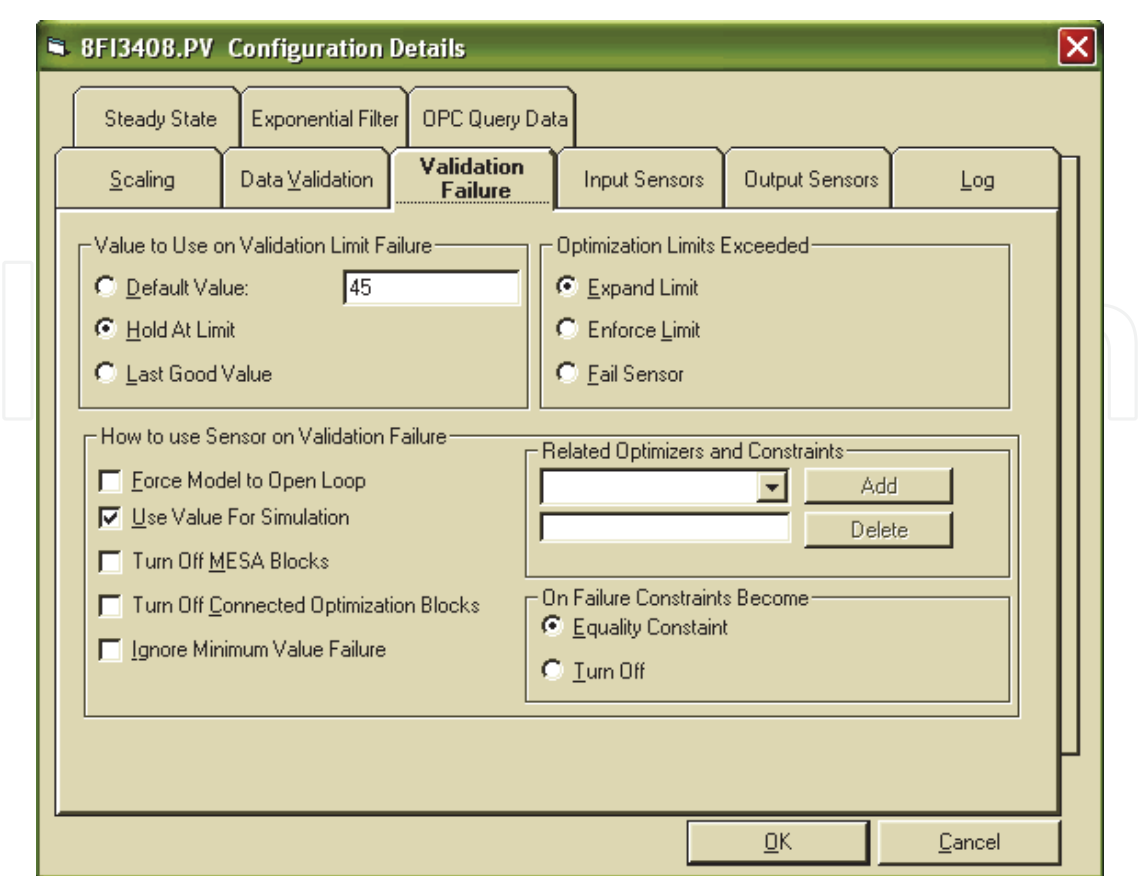 8FI3408.PV Configuration Details
Steady State Exponential Filter OPC Query Data
Scaling Data Validation Validation Failure Input Sensors Output Sensors Log
Value to Use on Validation Limit Failure
Default Value: 45
Hold At Limit
Last Good Value
Optimization Limits Exceeded
Expand Limit
Enforce Limit
Fail Sensor
How to use Sensor on Validation Failure
Force Model to Open Loop
Use Value For Simulation
Turn Off MESA Blocks
Turn Off Connected Optimization Blocks
Ignore Minimum Value Failure
Related Optimizers and Constraints
Add
Delete
On Failure Constraints Become
Equality Constaint
Turn Off
OK Cancel